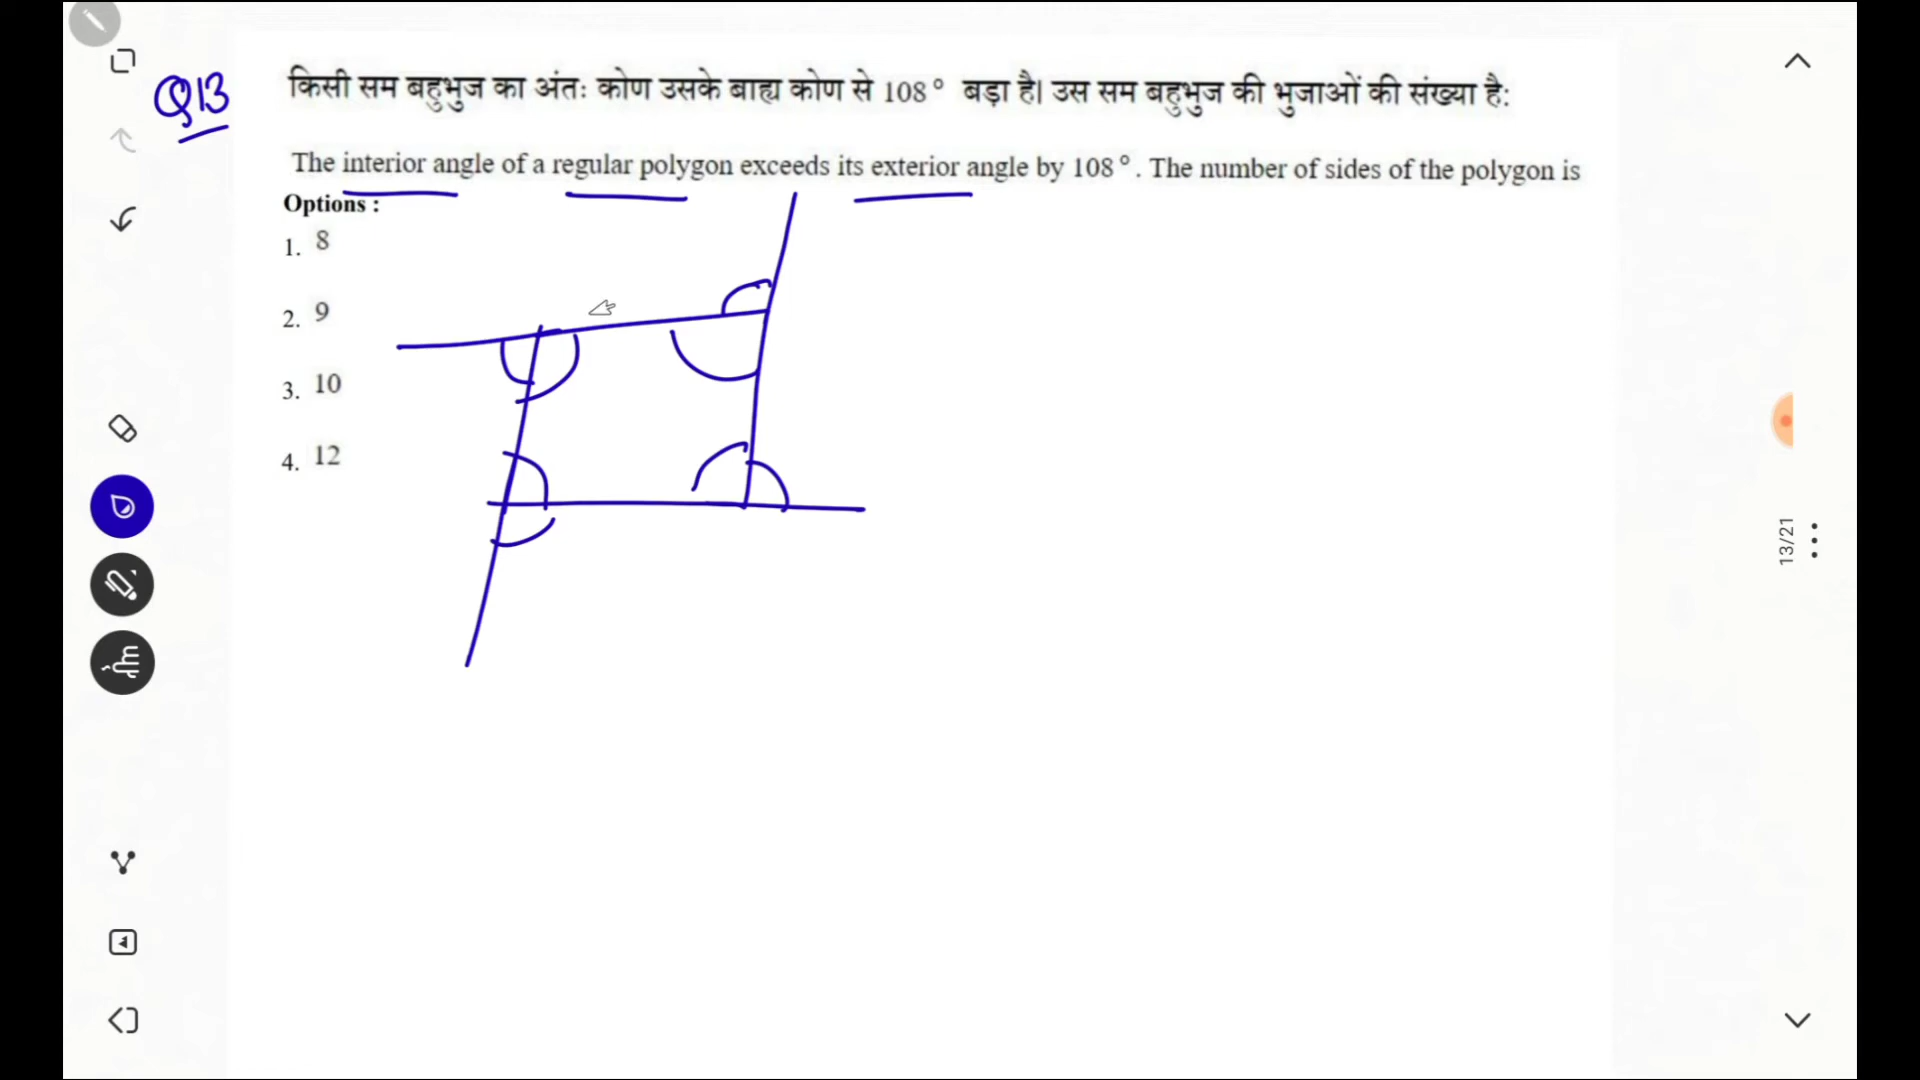 Q13
किसी सम बहुभुज का अंतः कोण उसके बाह्य कोण से 108° बड़ा है। उस सम बहुभुज की भुजाओं की संख्या है:
The interior angle of a regular polygon exceeds its exterior angle by 108°. The number of sides of the polygon is
Options :
1. 8
2. 9
3. 10
4. 12
13/21